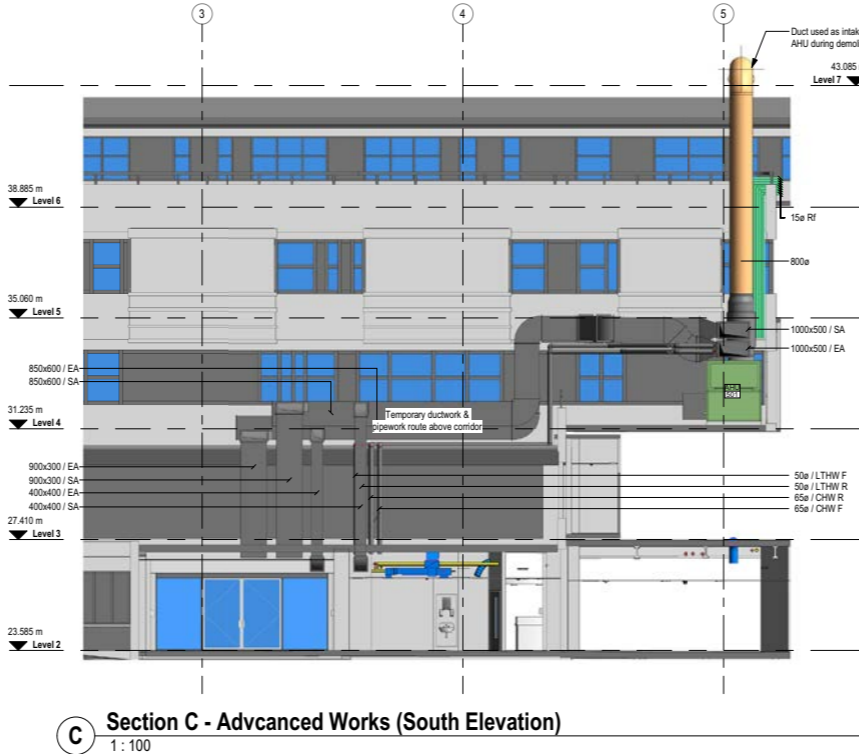 3
4
5
Duct used as intak
AHU during demoli
43.085
Level 7
38.885 m
Level 6
15ø Rf
800ø
35.060 m
Level 5
1000x500 / SA
1000x500 / EA
850x600 / EA
850x600 / SA
AHU
S01
31.235 m
Level 4
Temporary ductwork &
pipework route above corridor
900x300 / EA
900x300 / SA
400x400 / EA
400x400 / SA
50ø / LTHW F
50ø / LTHW R
65ø / CHW R
65ø / CHW F
27.410 m
Level 3
23.585 m
Level 2
C
Section C - Advcanced Works (South Elevation)
1 : 100